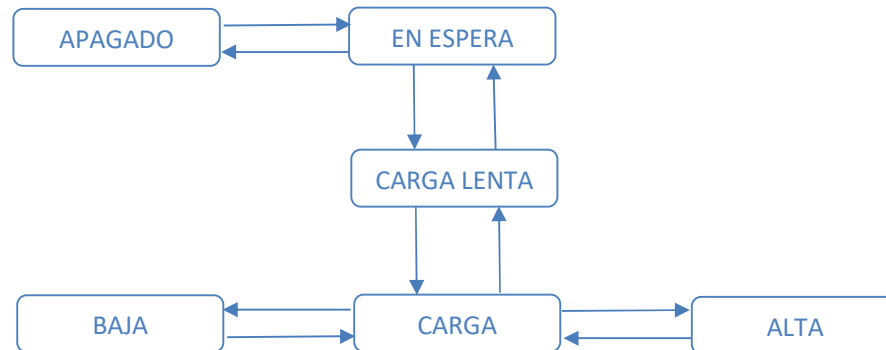 APAGADO
EN ESPERA
CARGA LENTA
BAJA
CARGA
ALTA